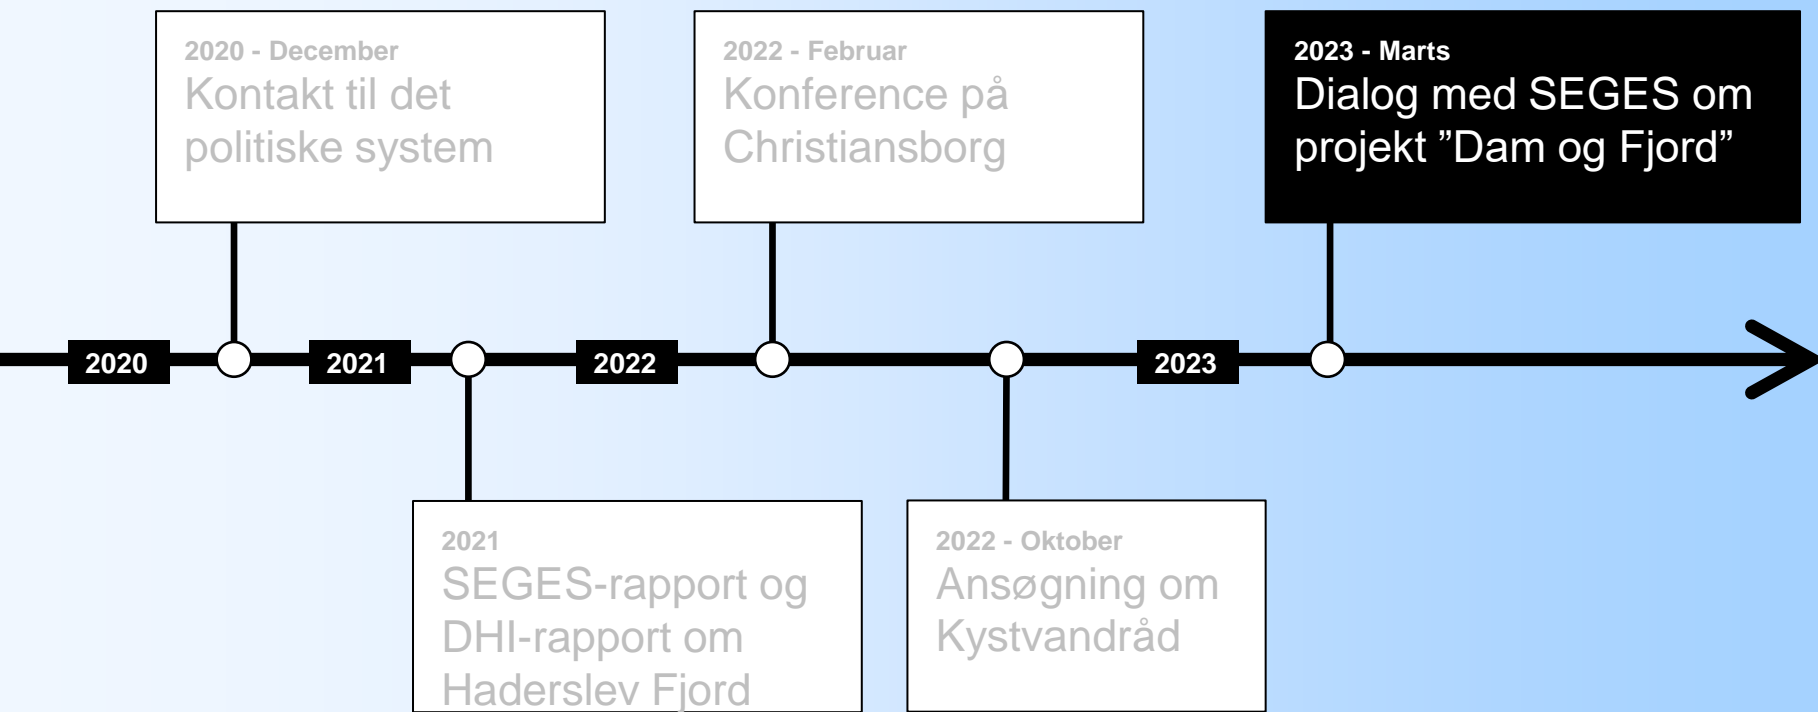 2020 - December
Kontakt til det
politiske system
2022 - Februar
Konference på
Christiansborg
2023 - Marts
Dialog med SEGES om
projekt ”Dam og Fjord”
2020
2021
2022
2023
2021
SEGES-rapport og
DHI-rapport om
Haderslev Fjord
2022 - Oktober
Ansøgning om
Kystvandråd